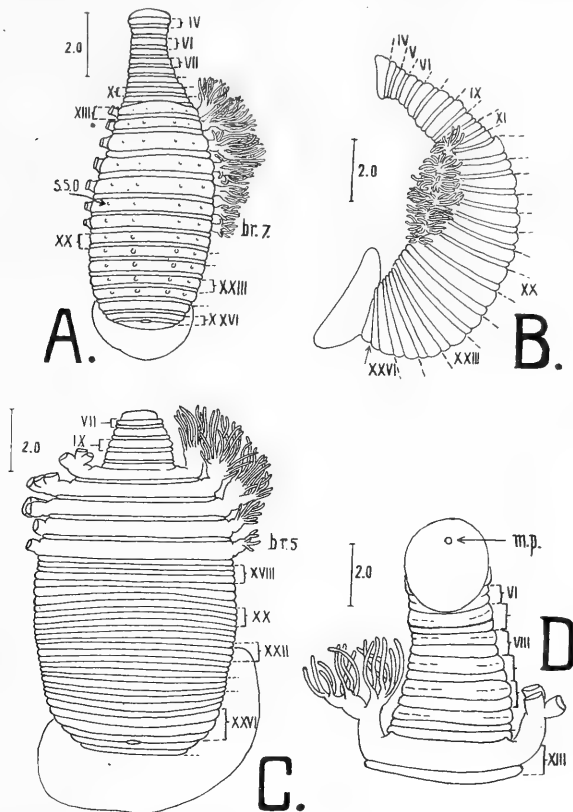 2.0
IV
VI
VII
X
XIII
S.S.O
br.7
XX
XXIII
XXVI
A.
IV
V
VI
IX
XI
2.0
XX
XXIII
XXVI
B.
2.0
VII
IX
br.5
XVIII
XX
XXII
XXVI
C.
m.p.
2.0
VI
VIII
XIII
D